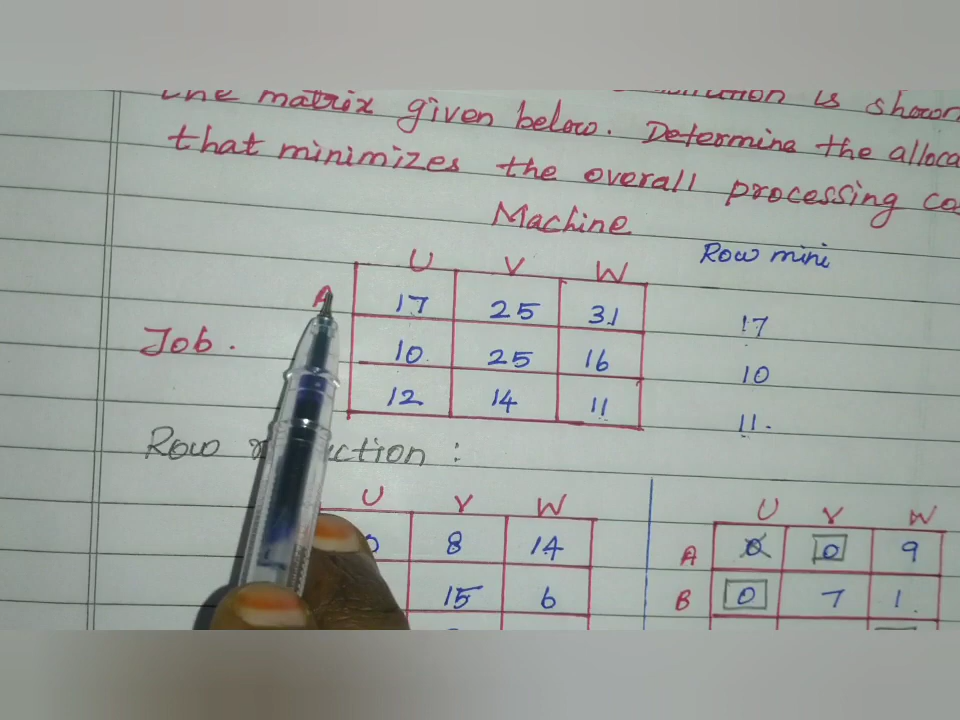 the matrix given below. Determine the alloca
that minimizes the overall processing co
Machine
U V W Row mini
A 17 25 31 17
Job. 10 25 16 10
12 14 11 11.
Row ction :
U V W U V W
8 14 A 0 0 9
15 6 B 0 7 1.